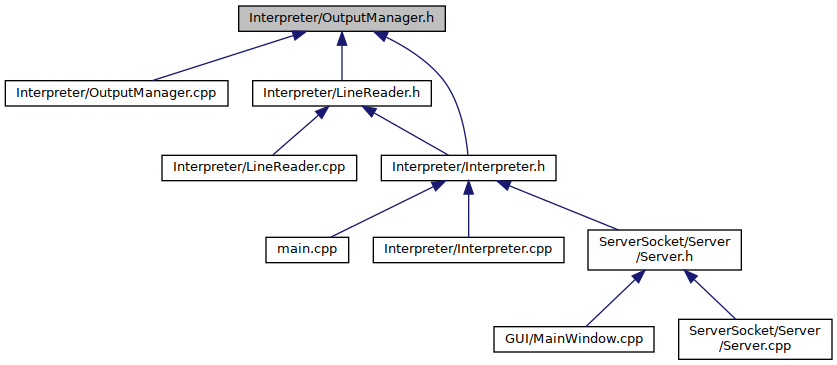 Interpreter/OutputManager.h
Interpreter/OutputManager.cpp
Interpreter/LineReader.h
Interpreter/LineReader.cpp
Interpreter/Interpreter.h
main.cpp
Interpreter/Interpreter.cpp
ServerSocket/Server
/Server.h
GUI/MainWindow.cpp
ServerSocket/Server
/Server.cpp